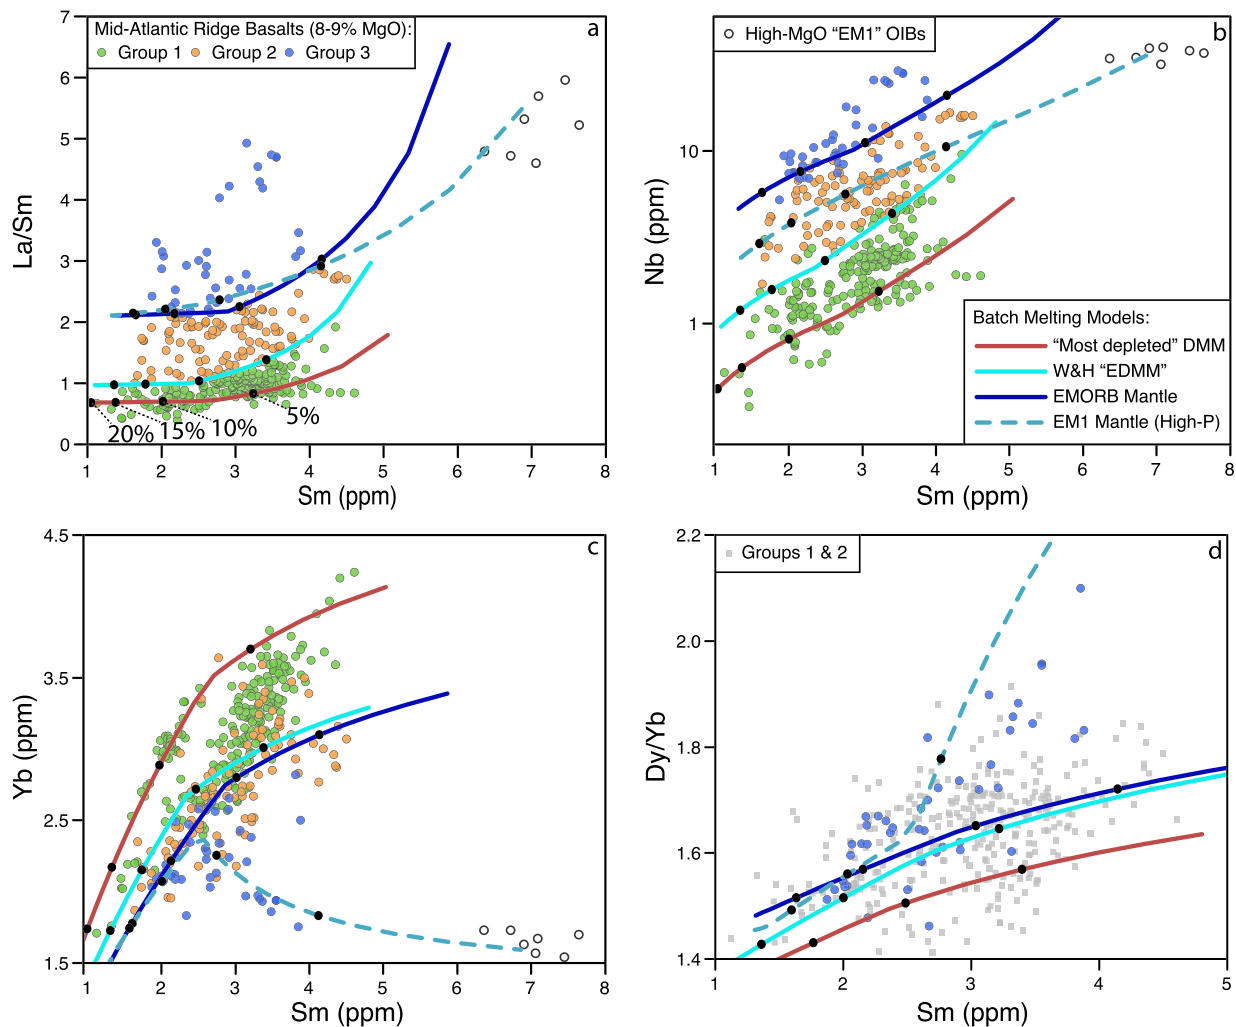 Mid-Atlantic Ridge Basalts (8-9% MgO):
Group 1 Group 2 Group 3
a
7
6
5
4
3
2
1
0
La/Sm
20% 15% 10% 5%
1 2 3 4 5 6 7 8
Sm (ppm)
High-MgO “EM1” OIBs
b
10
1
Nb (ppm)
Batch Melting Models:
“Most depleted” DMM
W&H “EDMM”
EMORB Mantle
EM1 Mantle (High-P)
1 2 3 4 5 6 7 8
Sm (ppm)
c
4.5
3.5
2.5
1.5
Yb (ppm)
1 2 3 4 5 6 7 8
Sm (ppm)
Groups 1 & 2
d
2.2
2.0
1.8
1.6
1.4
Dy/Yb
1 2 3 4 5
Sm (ppm)